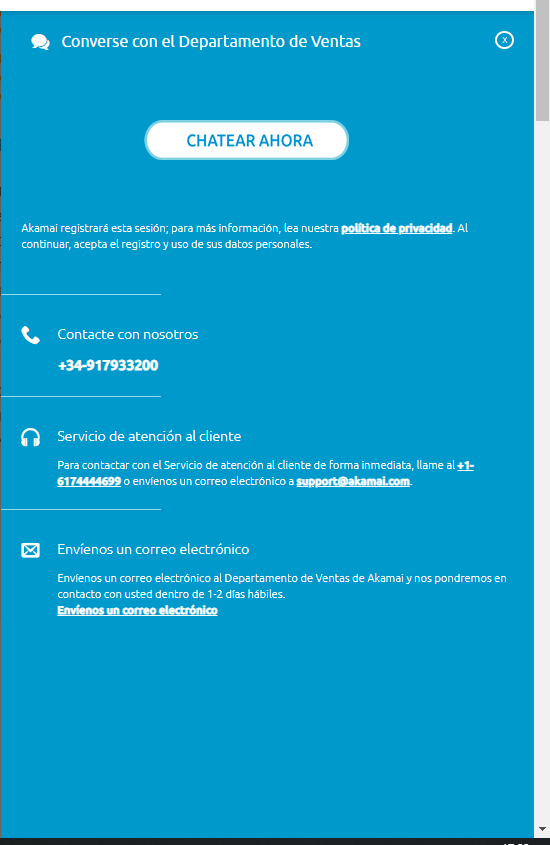 Converse con el Departamento de Ventas
x
CHATEAR AHORA
Akamai registrará esta sesión; para más información, lea nuestra política de privacidad. Al
continuar, acepta el registro y uso de sus datos personales.
Contacte con nosotros
+34-917933200
Servicio de atención al cliente
Para contactar con el Servicio de atención al cliente de forma inmediata, llame al +1-
6174444699 o envíenos un correo electrónico a support@akamai.com.
Envíenos un correo electrónico
Envíenos un correo electrónico al Departamento de Ventas de Akamai y nos pondremos en
contacto con usted dentro de 1-2 días hábiles.
Envíenos un correo electrónico